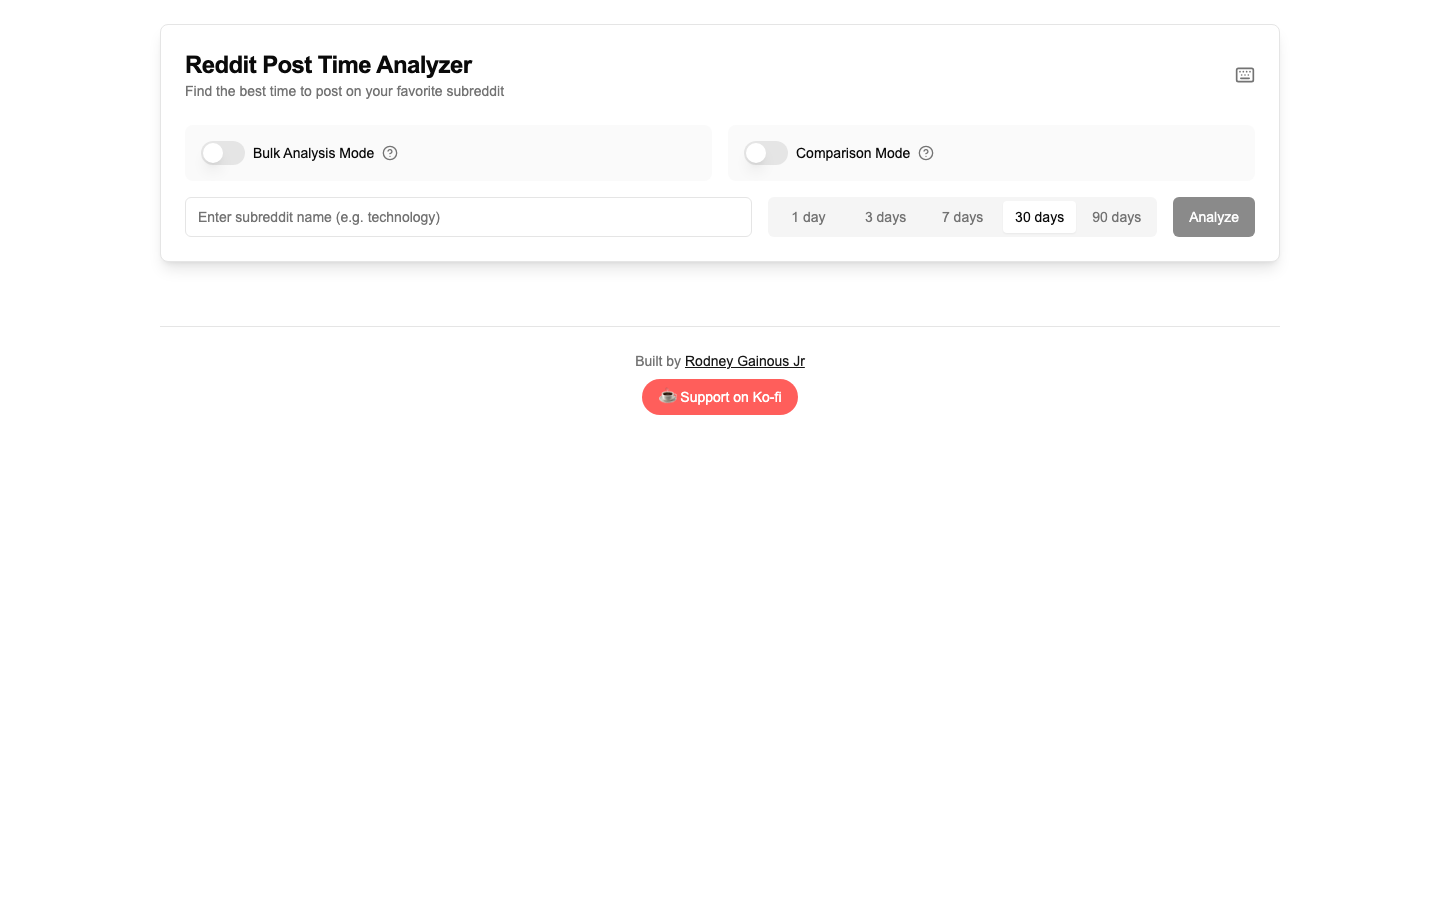 Reddit Post Time Analyzer
Find the best time to post on your favorite subreddit
Bulk Analysis Mode
Comparison Mode
Enter subreddit name (e.g. technology)
1 day
3 days
7 days
30 days
90 days
Analyze
Built by Rodney Gainous Jr
☕ Support on Ko-fi